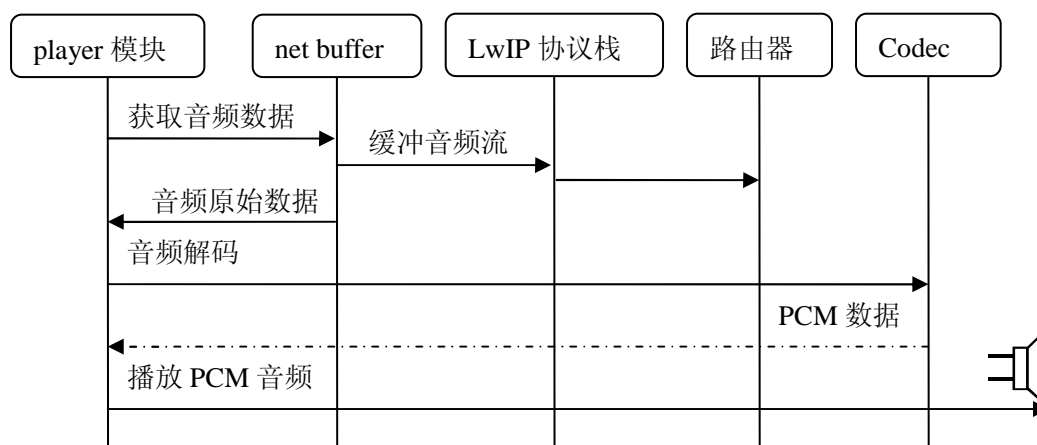 player 模块
net buffer
LwIP 协议栈
路由器
Codec
获取音频数据
缓冲音频流
音频原始数据
音频解码
PCM 数据
播放 PCM 音频